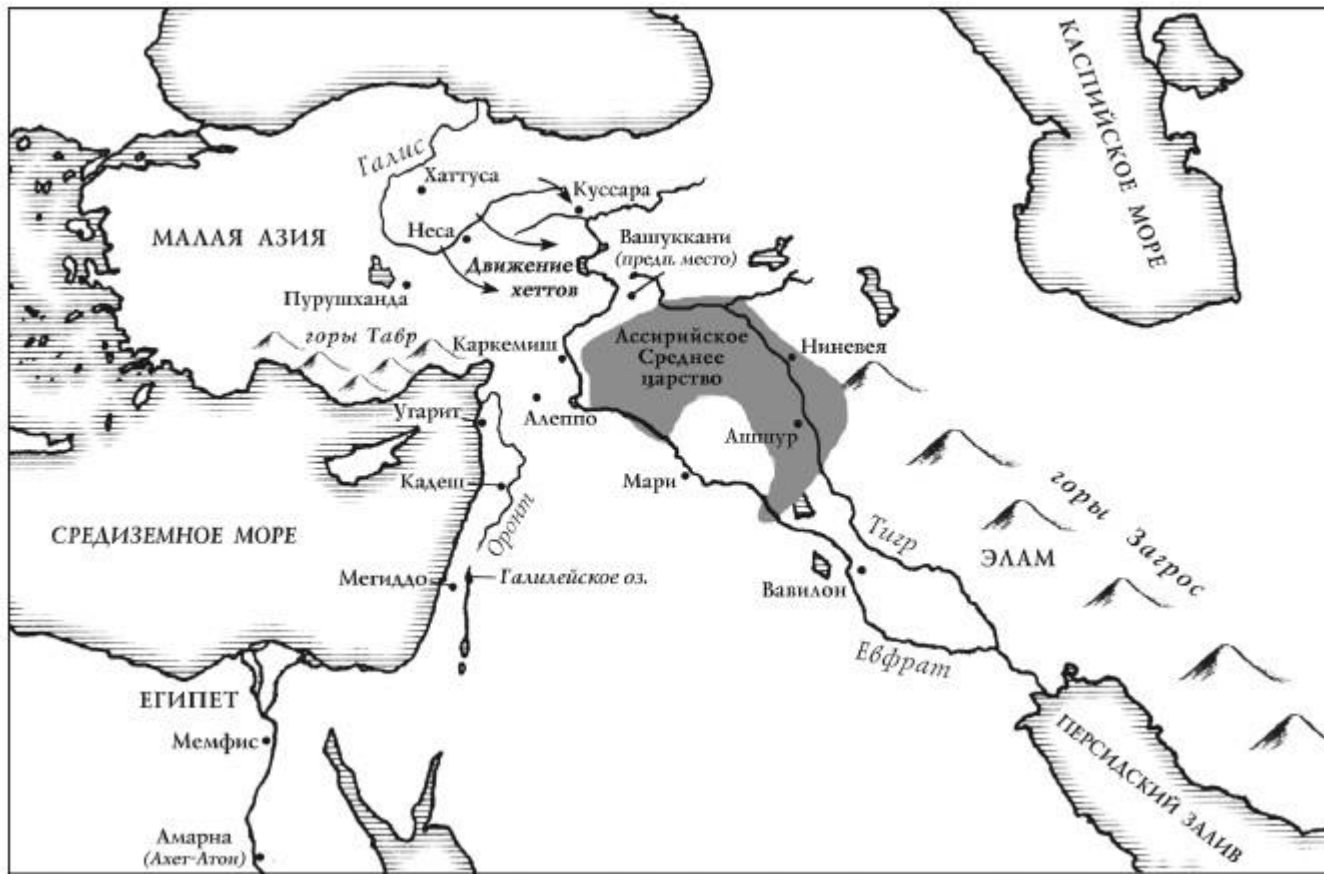 КАСПИЙСКОЕ МОРЕ
Галис
Хаттуса
Куссара
Неса
МАЛАЯ АЗИЯ
Вашуккани
(предп. место)
Движение
хеттов
Пурушханда
горы Тавр
Каркемиш
Ассирийское
Среднее
царство
Ниневея
Угарит
Алеппо
Ашшур
Кадеш
Мари
горы Загрос
Оронт
СРЕДИЗЕМНОЕ МОРЕ
Тигр
ЭЛАМ
Мегиддо
Галилейское оз.
Вавилон
Евфрат
ЕГИПЕТ
Мемфис
ПЕРСИДСКИЙ ЗАЛИВ
Амарна
(Ахет-Атон)